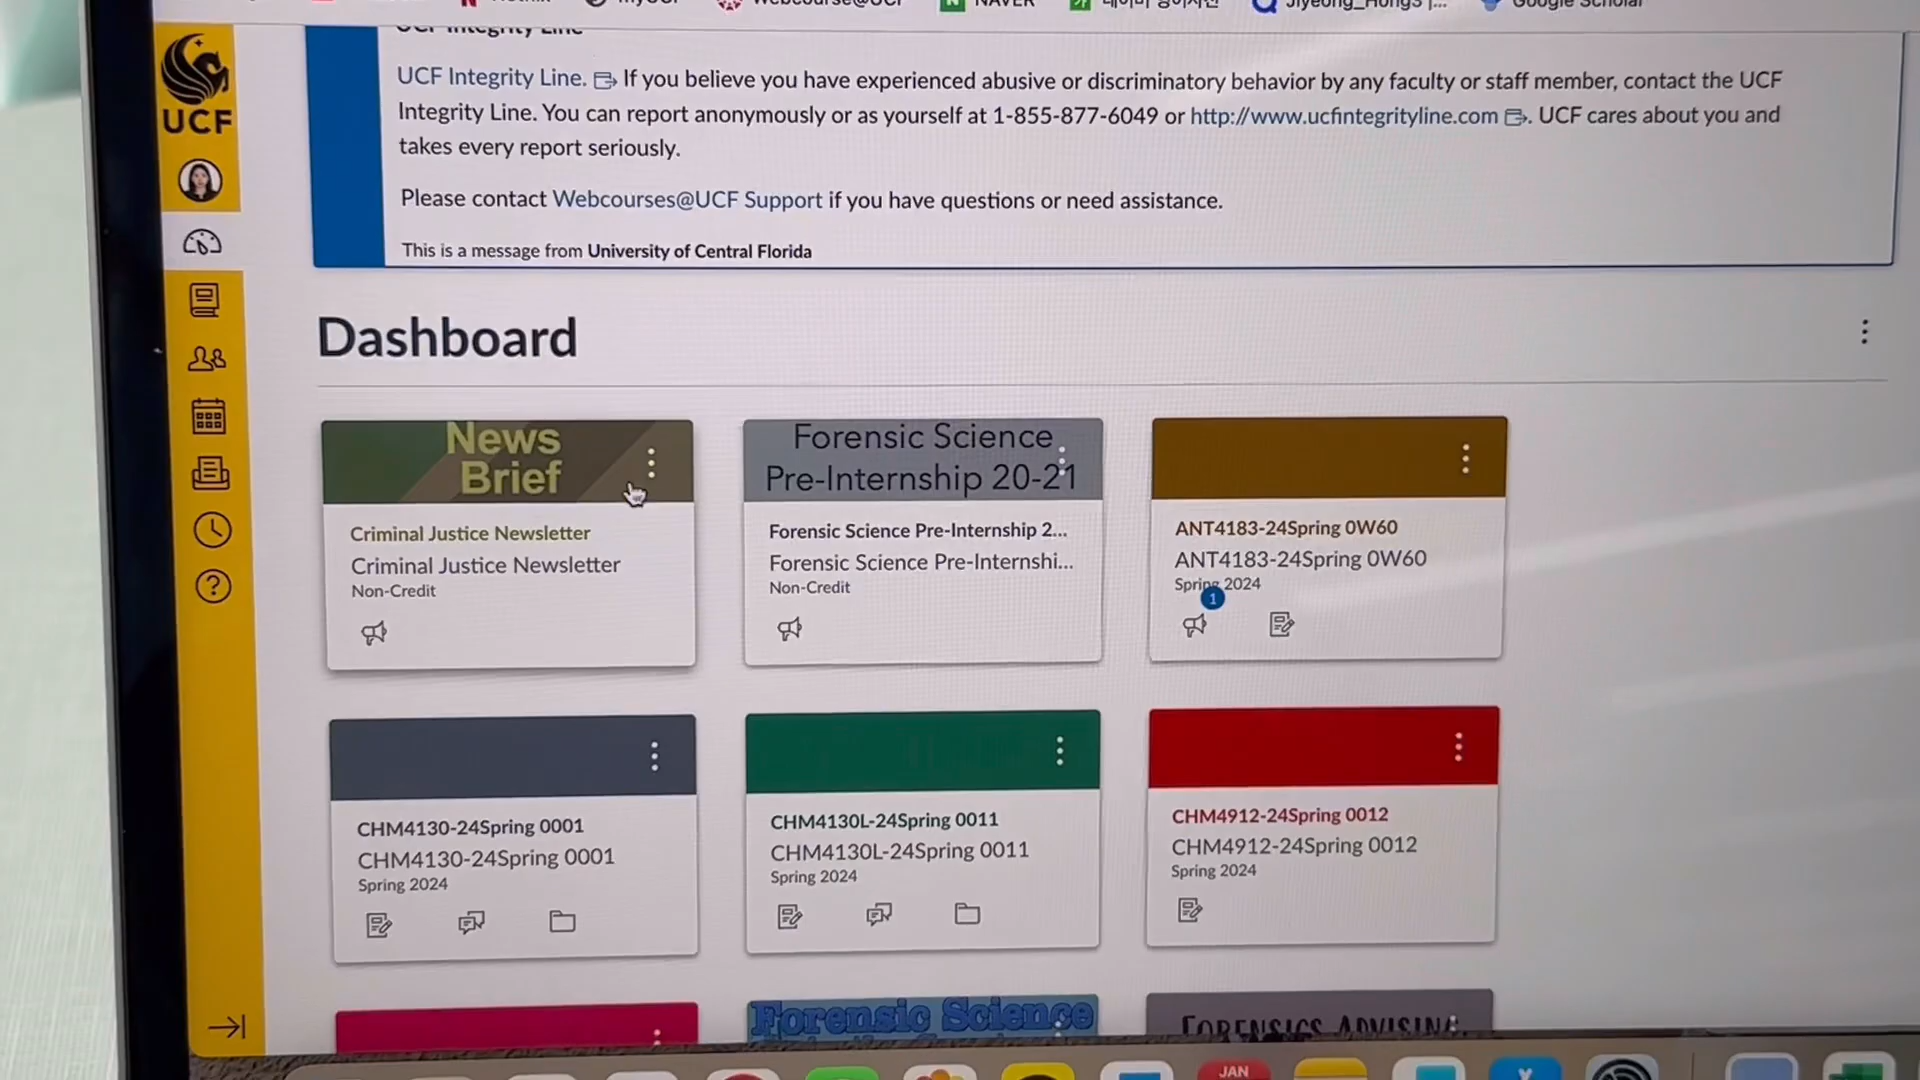 NAVER
UCF Integrity Line
UCF Integrity Line. If you believe you have experienced abusive or discriminatory behavior by any faculty or staff member, contact the UCF
Integrity Line. You can report anonymously or as yourself at 1-855-877-6049 or http://www.ucfintegrityline.com. UCF cares about you and
takes every report seriously.
Please contact Webcourses@UCF Support if you have questions or need assistance.
This is a message from University of Central Florida
UCF
Dashboard
News
Brief
Criminal Justice Newsletter
Criminal Justice Newsletter
Non-Credit
Forensic Science
Pre-Internship 20-21
Forensic Science Pre-Internship 2...
Forensic Science Pre-Internshi...
Non-Credit
ANT4183-24Spring 0W60
ANT4183-24Spring 0W60
Spring 2024
1
CHM4130-24Spring 0001
CHM4130-24Spring 0001
Spring 2024
CHM4130L-24Spring 0011
CHM4130L-24Spring 0011
Spring 2024
CHM4912-24Spring 0012
CHM4912-24Spring 0012
Spring 2024
Forensic Science
FORENSICS ADVISING
JAN